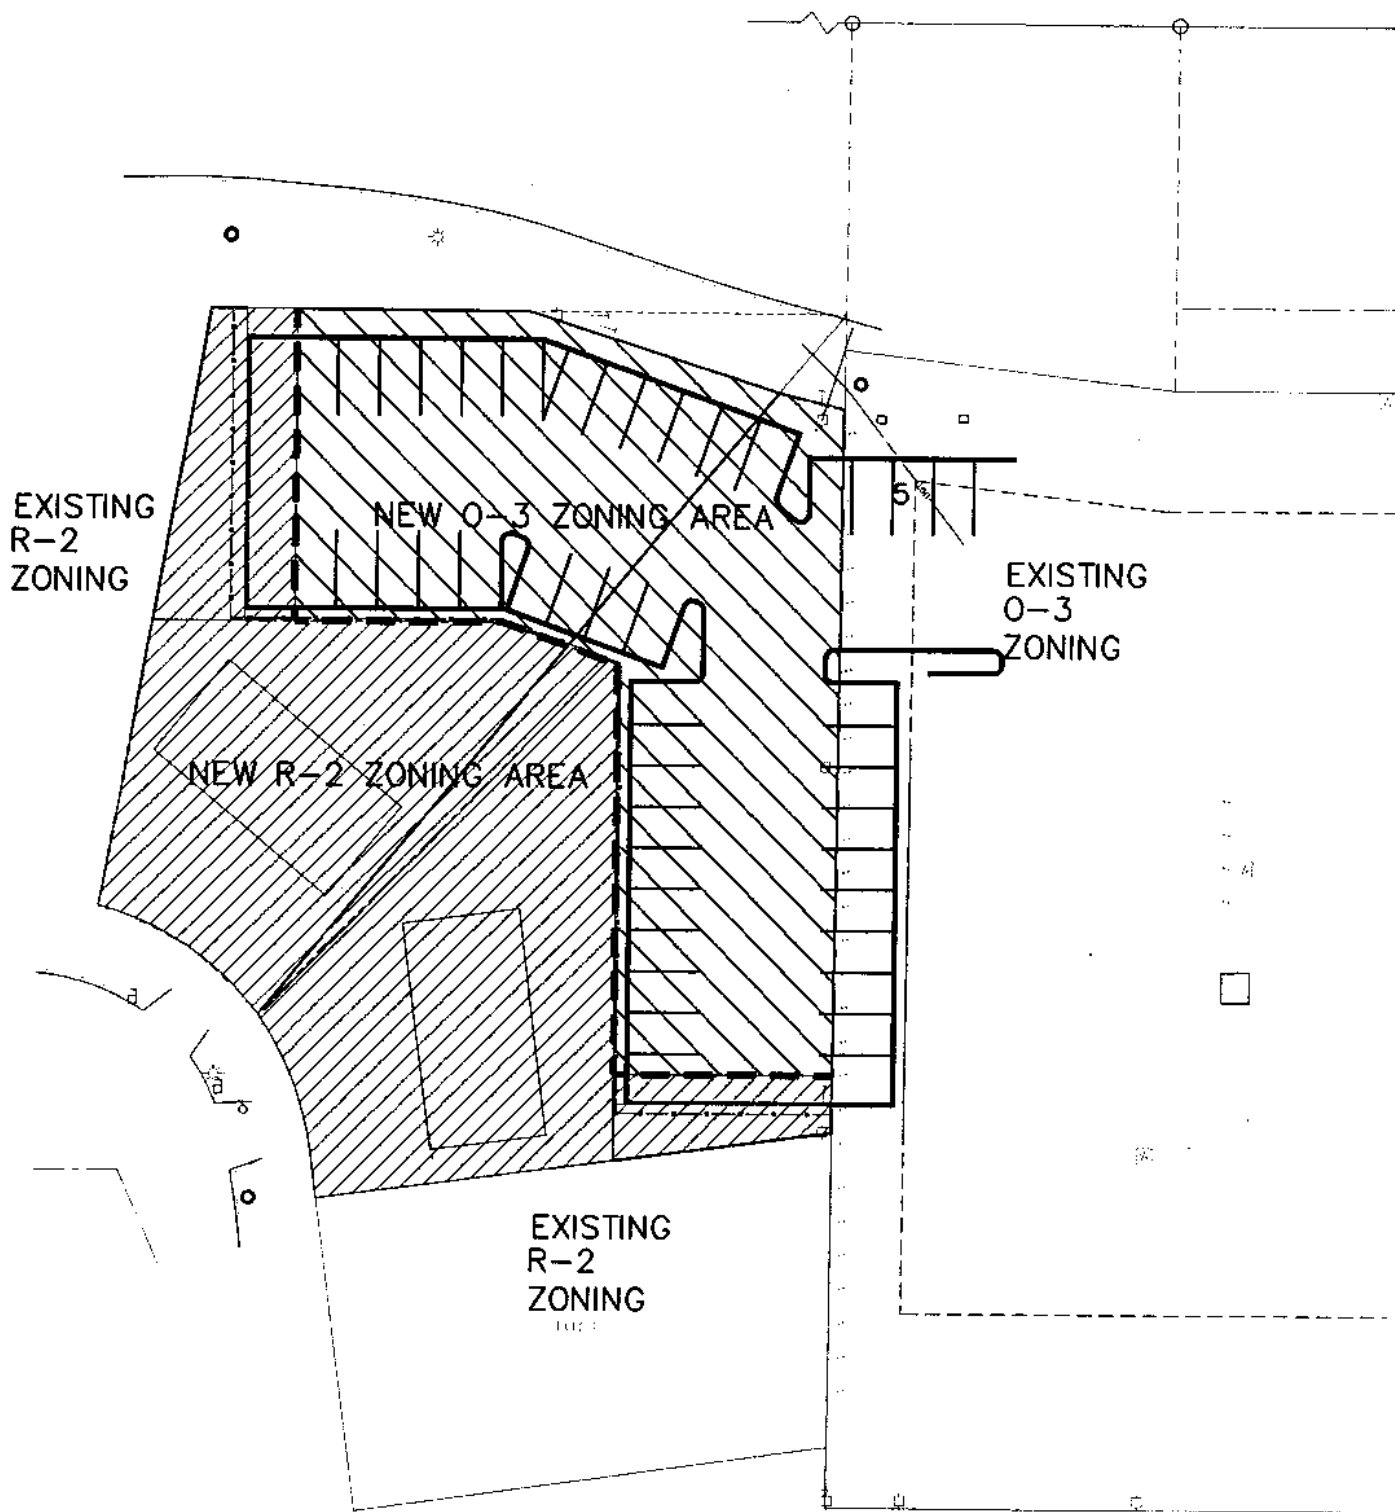 EXISTING
R-2
ZONING
NEW O-3 ZONING AREA
5
EXISTING
O-3
ZONING
NEW R-2 ZONING AREA
EXISTING
R-2
ZONING